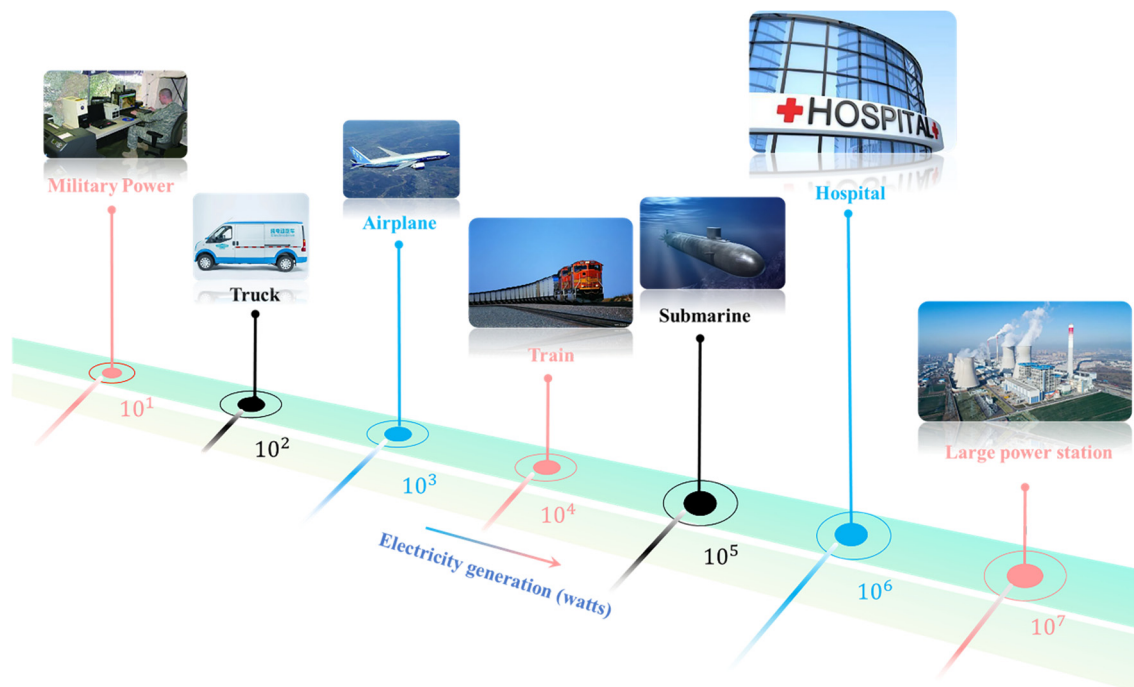 Military Power
Truck
Airplane
Train
Submarine
HOSPITAL
Hospital
Large power station
10¹
10²
10³
10⁴
10⁵
10⁶
10⁷
Electricity generation (watts)